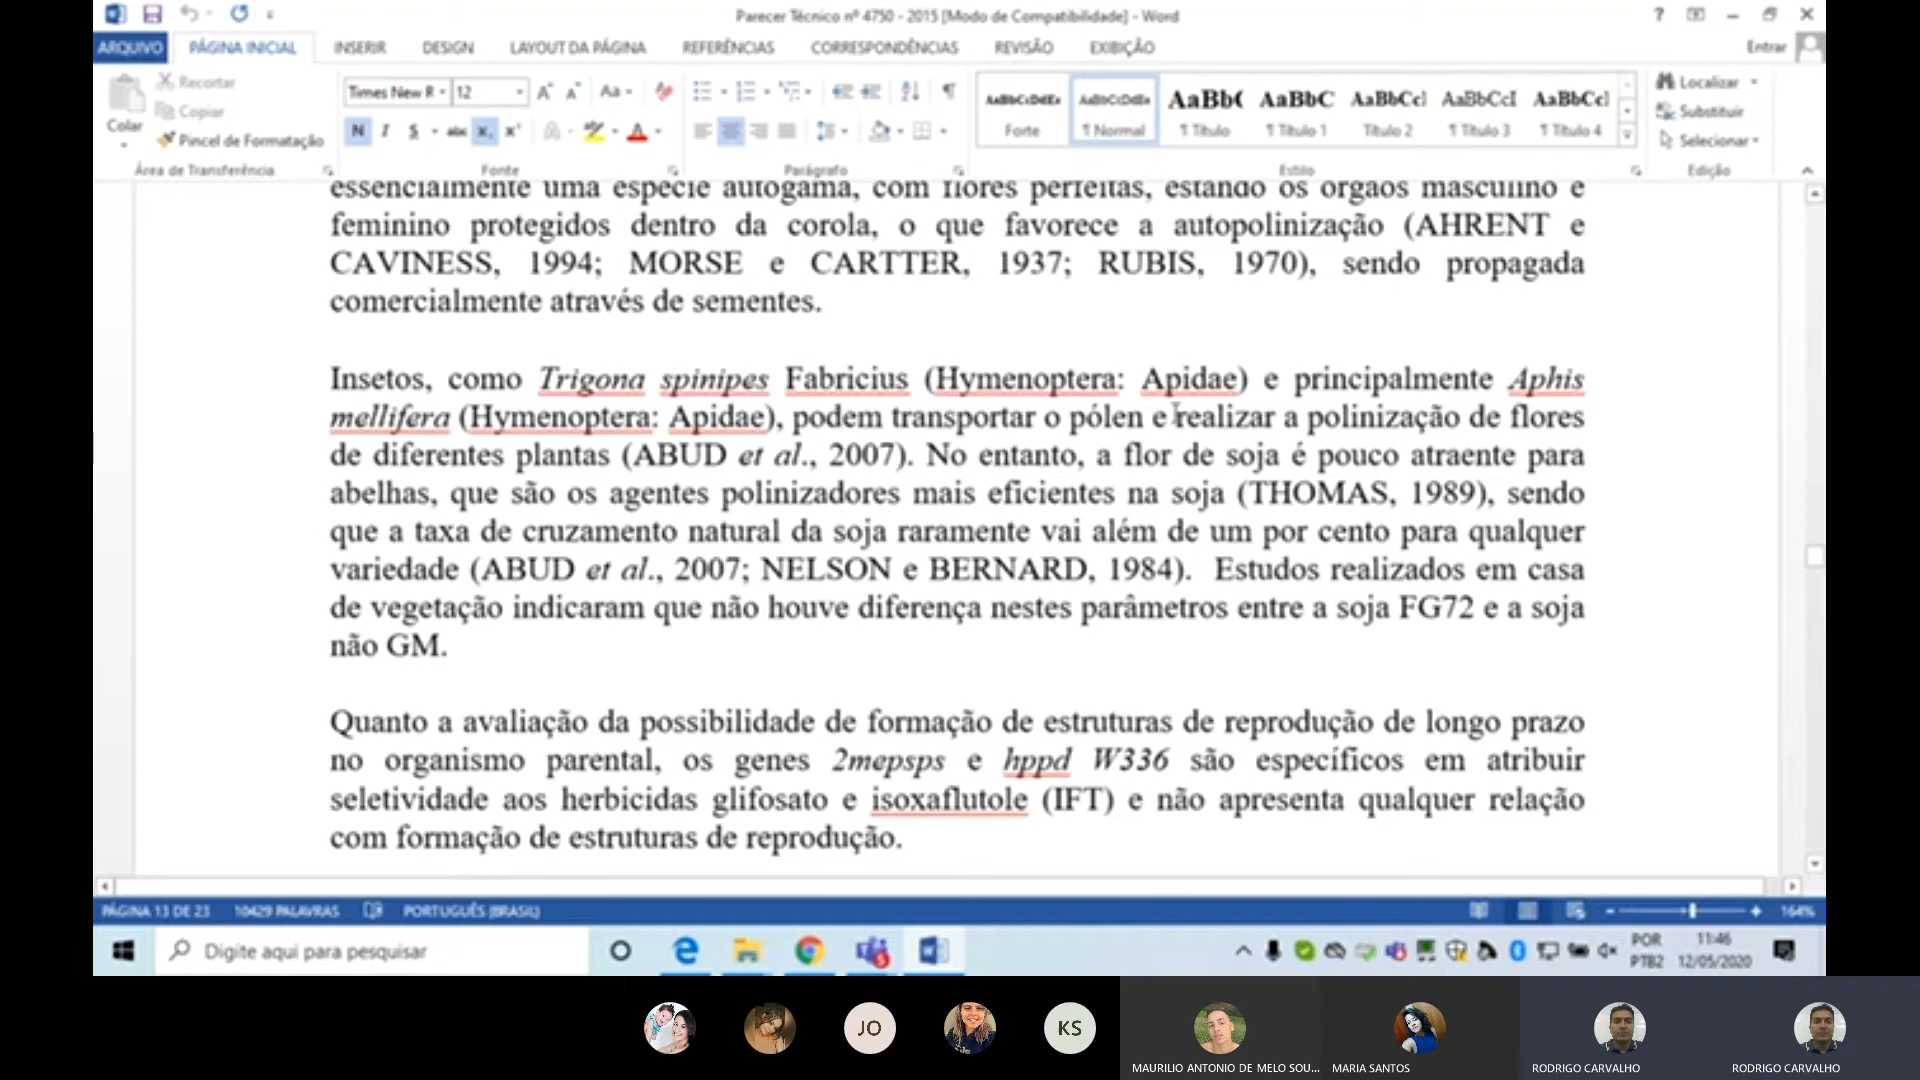 Parecer Técnico nº 4750 - 2015 [Modo de Compatibilidade] - Word
ARQUIVO PÁGINA INICIAL INSERIR DESIGN LAYOUT DA PÁGINA REFERÊNCIAS CORRESPONDÊNCIAS REVISÃO EXIBIÇÃO Entrar
Colar
Recortar
Copiar
Pincel de Formatação
Área de Transferência
Times New R 12
Aa
N I S abc x₂ x²
A
Fonte
Parágrafo
AaBbCcDdEe AaBbCcDdEe AaBb( AaBbC AaBbCc] AaBbCcI AaBbCc]
Forte ¶ Normal ¶ Título ¶ Título 1 Título 2 ¶ Título 3 ¶ Título 4
Estilo
Localizar
Substituir
Selecionar
Edição
essencialmente uma espécie autógama, com flores perfeitas, estando os órgãos masculino e
feminino protegidos dentro da corola, o que favorece a autopolinização (AHRENT e
CAVINESS, 1994; MORSE e CARTTER, 1937; RUBIS, 1970), sendo propagada
comercialmente através de sementes.
Insetos, como Trigona spinipes Fabricius (Hymenoptera: Apidae) e principalmente Aphis
mellifera (Hymenoptera: Apidae), podem transportar o pólen e realizar a polinização de flores
de diferentes plantas (ABUD et al., 2007). No entanto, a flor de soja é pouco atraente para
abelhas, que são os agentes polinizadores mais eficientes na soja (THOMAS, 1989), sendo
que a taxa de cruzamento natural da soja raramente vai além de um por cento para qualquer
variedade (ABUD et al., 2007; NELSON e BERNARD, 1984). Estudos realizados em casa
de vegetação indicaram que não houve diferença nestes parâmetros entre a soja FG72 e a soja
não GM.
Quanto a avaliação da possibilidade de formação de estruturas de reprodução de longo prazo
no organismo parental, os genes 2mepsps e hppd W336 são específicos em atribuir
seletividade aos herbicidas glifosato e isoxaflutole (IFT) e não apresenta qualquer relação
com formação de estruturas de reprodução.
PÁGINA 13 DE 23 10429 PALAVRAS PORTUGUÊS (BRASIL) 164%
Digite aqui para pesquisar
POR
PTB2
11:46
12/05/2020
JO KS
MAURILIO ANTONIO DE MELO SOU... MARIA SANTOS RODRIGO CARVALHO RODRIGO CARVALHO